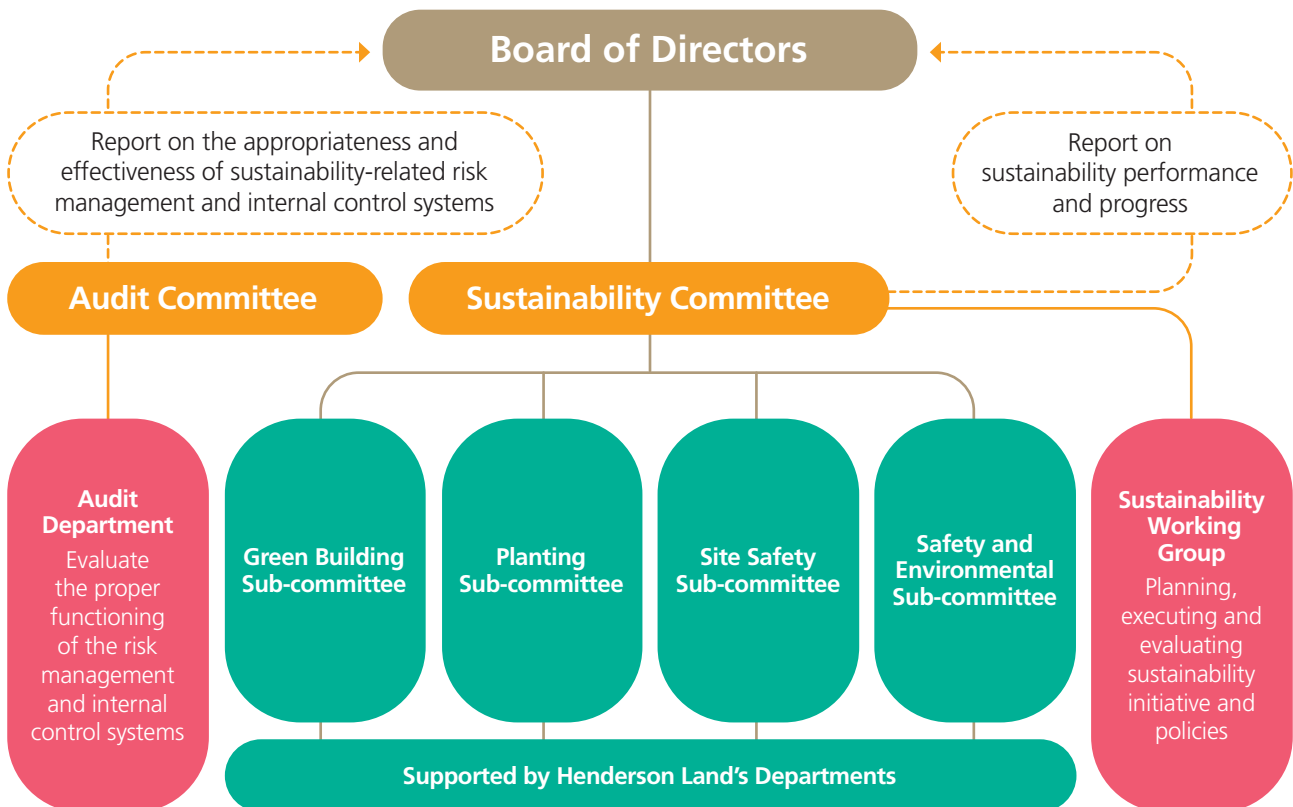 Board of Directors
Report on the appropriateness and
effectiveness of sustainability-related risk
management and internal control systems
Report on
sustainability performance
and progress
Audit Committee
Sustainability Committee
Audit
Department
Evaluate
the proper
functioning
of the risk
management
and internal
control systems
Green Building
Sub-committee
Planting
Sub-committee
Site Safety
Sub-committee
Safety and
Environmental
Sub-committee
Sustainability
Working
Group
Planning,
executing and
evaluating
sustainability
initiative and
policies
Supported by Henderson Land's Departments